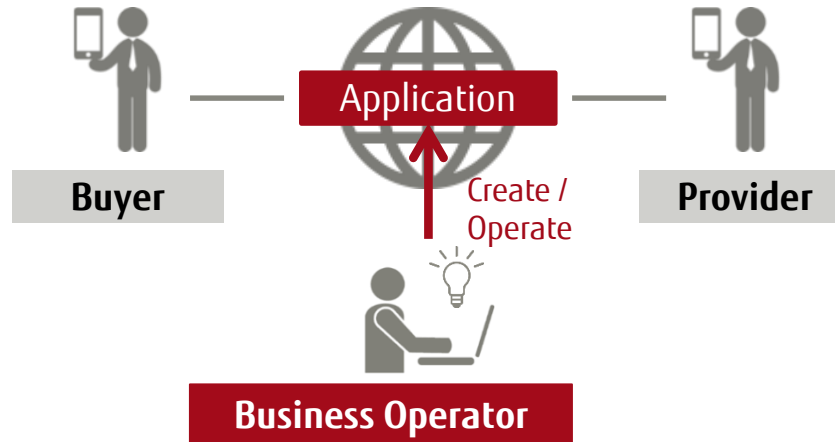 Application
Buyer
Create /
Operate
Provider
Business Operator